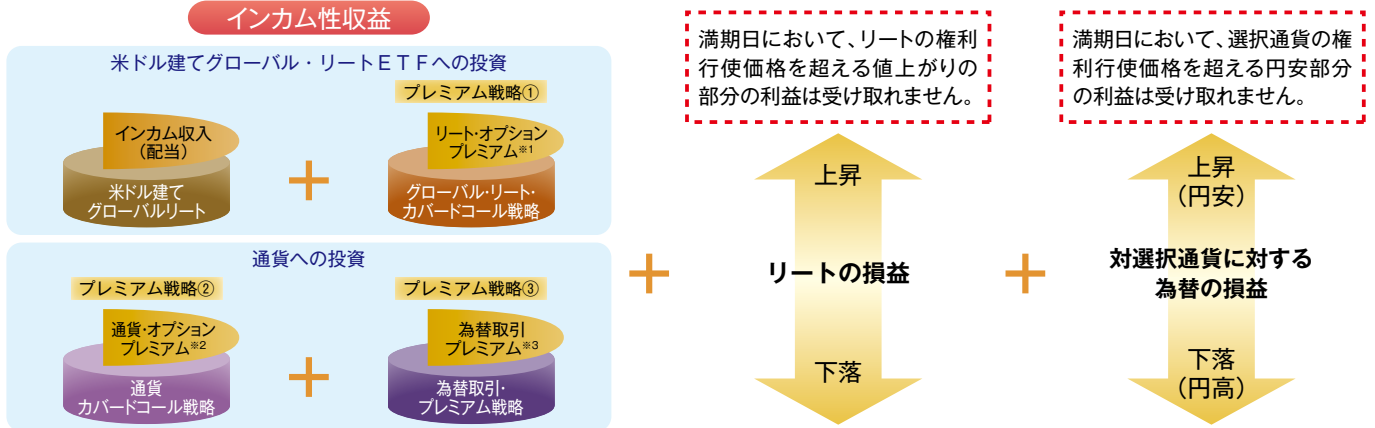 インカム性収益
米ドル建てグローバル・リートETFへの投資
インカム収入
(配当)
米ドル建て
グローバルリート
+
プレミアム戦略①
リート・オプション
プレミアム※1
グローバル・リート・
カバードコール戦略
通貨への投資
プレミアム戦略②
通貨・オプション
プレミアム※2
通貨
カバードコール戦略
+
プレミアム戦略③
為替取引
プレミアム※3
為替取引・
プレミアム戦略
+
満期日において、リートの権利
行使価格を超える値上がりの
部分の利益は受け取れません。
上昇
リートの損益
下落
+
満期日において、選択通貨の権
利行使価格を超える円安部分
の利益は受け取れません。
上昇
(円安)
対選択通貨に対する
為替の損益
下落
(円高)